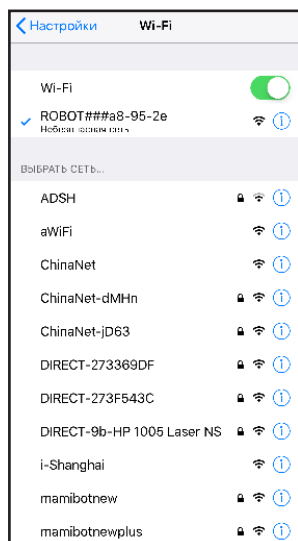 Настройки Wi-Fi
Wi-Fi
ROBOT###a8-95-2e
Небезопасная сеть
ВЫБРАТЬ СЕТЬ...
ADSH
aWiFi
ChinaNet
ChinaNet-dMHn
ChinaNet-jD63
DIRECT-273369DF
DIRECT-273F543C
DIRECT-9b-HP 1005 Laser NS
i-Shanghai
mamibotnew
mamibotnewplus